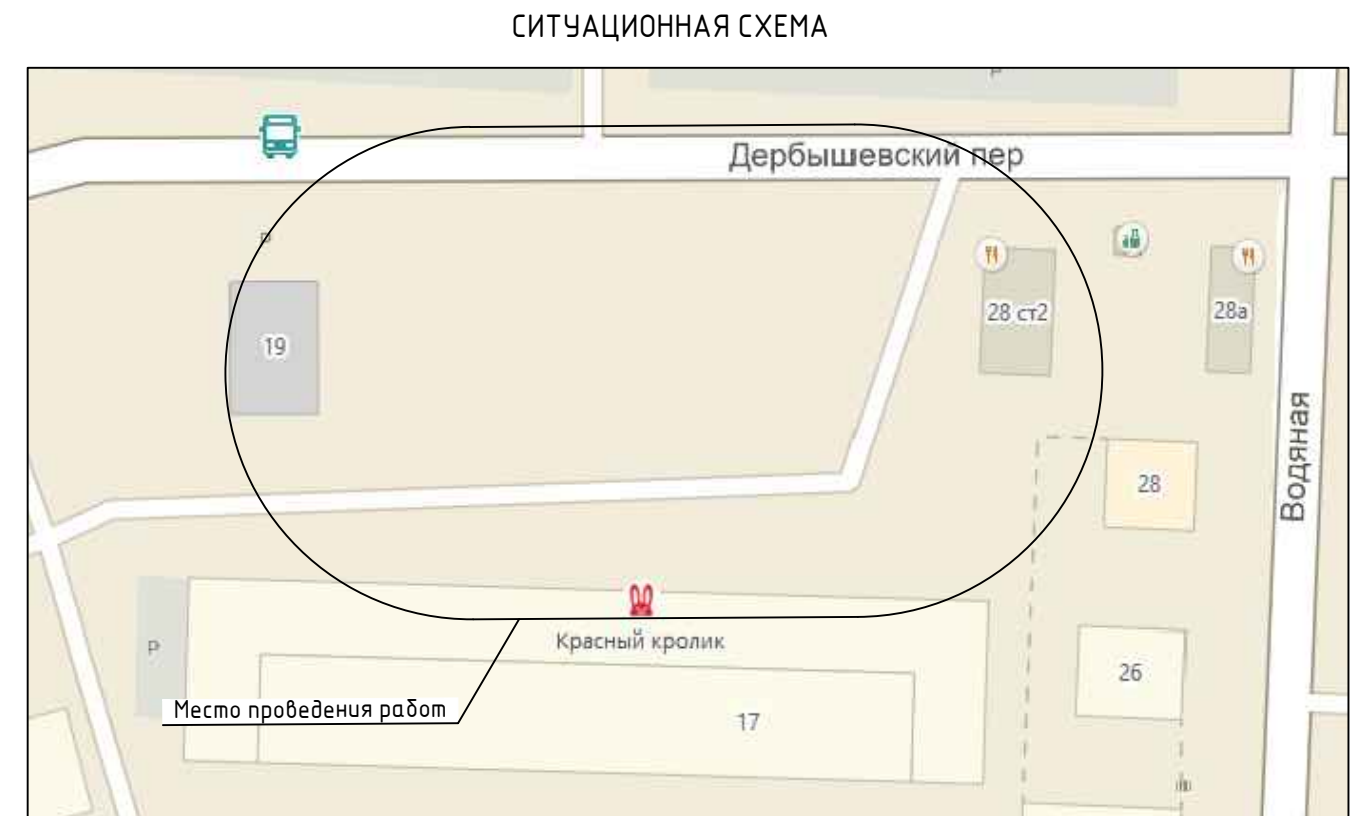 СИТУАЦИОННАЯ СХЕМА
P
Дербышевский пер
P
19
28 ст2
28а
Водяная
28
Красный кролик
P
26
Место проведения работ
17